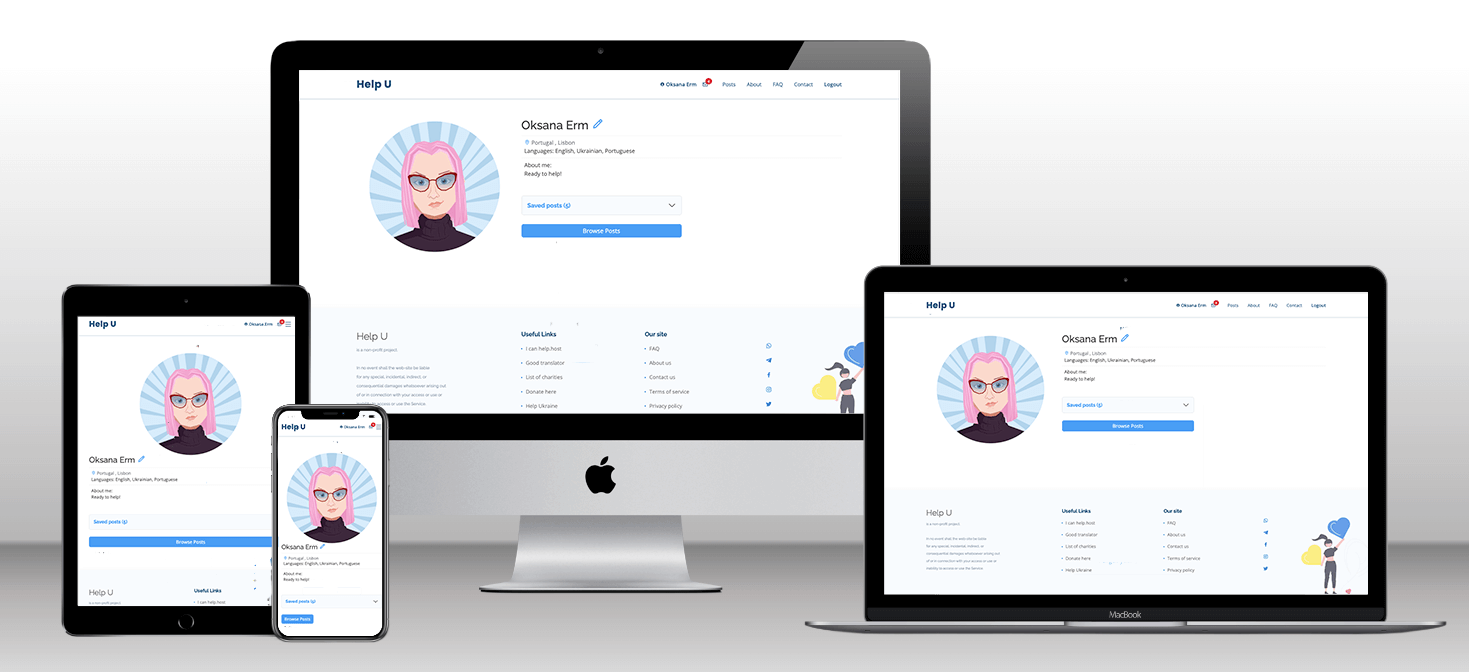 Help U
Oksana Erm
4
Posts
About
FAQ
Contact
Logout
Oksana Erm
Portugal , Lisbon
Languages: English, Ukrainian, Portuguese
About me:
Ready to help!
Saved posts (5)
Browse Posts
Help U
is a non-profit project.
In no event shall the web site be liable
for any special, incidental, indirect, or
consequential damages whatsoever arising out
of or in connection with your access or use or
inability to access or use the Service.
Useful Links
• I can help.host
• Good translator
• List of charities
• Donate here
• Help Ukraine
Our site
• FAQ
• About us
• Contact us
• Terms of service
• Privacy policy
Help U
Oksana Erm
Oksana Erm
Portugal , Lisbon
Languages: English, Ukrainian, Portuguese
About me:
Ready to help!
Saved posts (5)
Browse Posts
Help U
is a non-profit project.
Useful Links
• I can help.host
Help U
Oksana Erm
Oksana Erm
Portugal , Lisbon
Languages: English, Ukrainian, Portuguese
About me:
Ready to help!
Saved posts (5)
Browse Posts
Help U
Oksana Erm
Posts
About
FAQ
Contact
Logout
Oksana Erm
Portugal , Lisbon
Languages: English, Ukrainian, Portuguese
About me:
Ready to help!
Saved posts (5)
Browse Posts
Help U
is a non-profit project.
In no event shall the web site be liable
for any special, incidental, indirect, or
consequential damages whatsoever arising out
of or in connection with your access or use or
inability to access or use the Service.
Useful Links
• I can help.host
• Good translator
• List of charities
• Donate here
• Help Ukraine
Our site
• FAQ
• About us
• Contact us
• Terms of service
• Privacy policy
MacBook